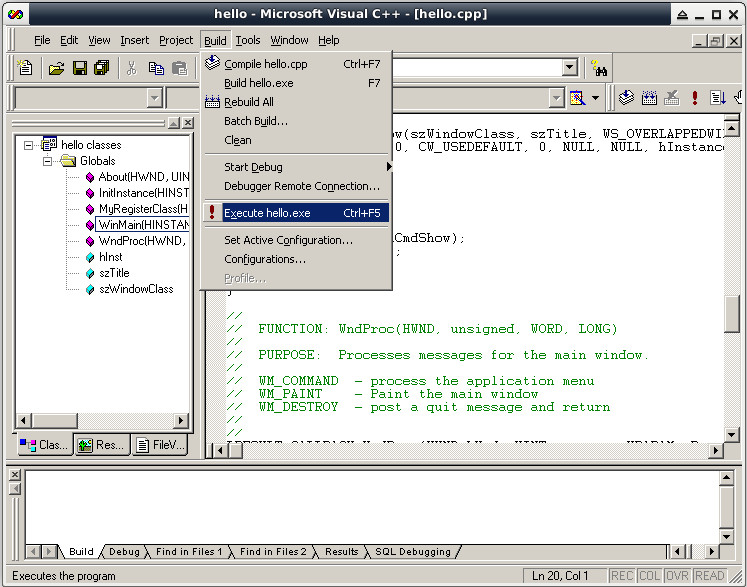 hello - Microsoft Visual C++ - [hello.cpp]
File Edit View Insert Project Build Tools Window Help
Compile hello.cpp Ctrl+F7
Build hello.exe F7
Rebuild All
Batch Build...
Clean
Start Debug
Debugger Remote Connection...
Execute hello.exe Ctrl+F5
Set Active Configuration...
Configurations...
Profile...
hello classes
Globals
About(HWND, UIN
InitInstance(HINST
MyRegisterClass(H
WinMain(HINSTAN
WndProc(HWND,
hInst
szTitle
szWindowClass
ow(szWindowClass, szTitle, WS_OVERLAPPEDWI
0, CW_USEDEFAULT, 0, NULL, NULL, hInstanc
CmdShow);
;
}
//
// FUNCTION: WndProc(HWND, unsigned, WORD, LONG)
//
// PURPOSE: Processes messages for the main window.
//
// WM_COMMAND - process the application menu
// WM_PAINT - Paint the main window
// WM_DESTROY - post a quit message and return
//
//
Clas... Res... FileV...
Build Debug Find in Files 1 Find in Files 2 Results SQL Debugging
Executes the program Ln 20, Col 1 REC COL OVR READ